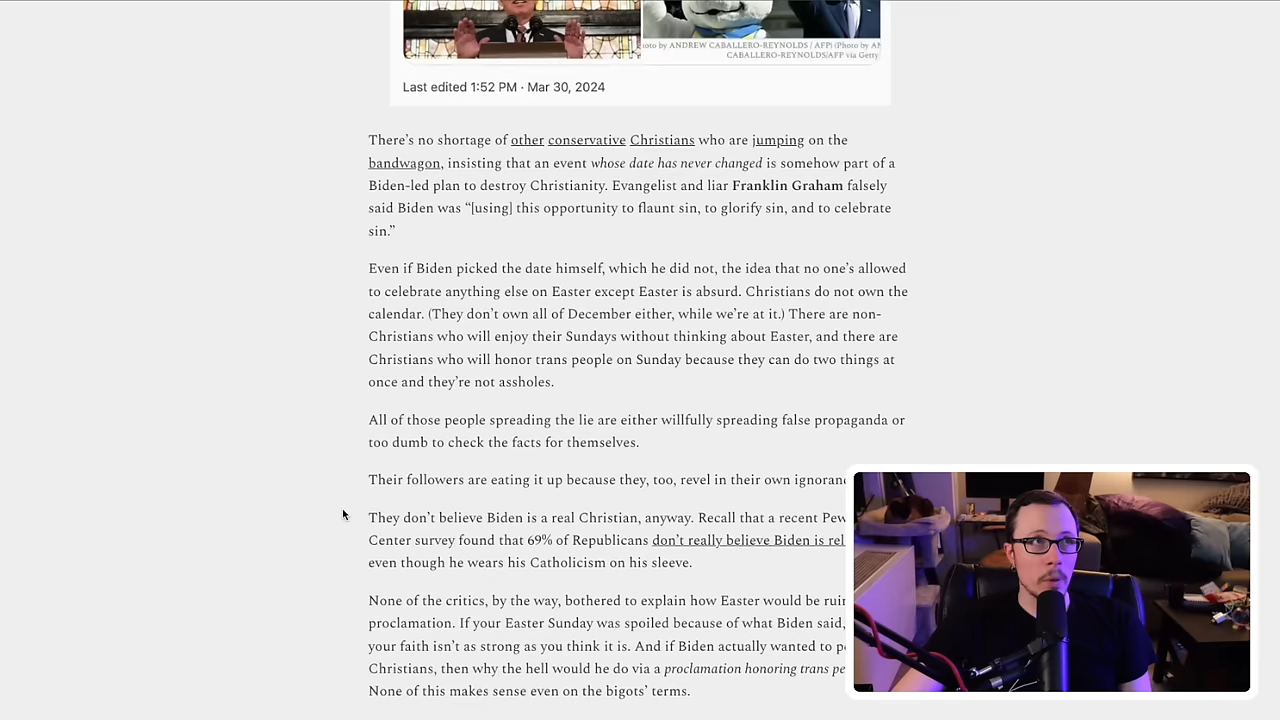 oto by ANDREW CABALLERO-REYNOLDS / AFP) (Photo by AN
CABALLERO-REYNOLDS/AFP via Getty
Last edited 1:52 PM · Mar 30, 2024
There’s no shortage of other conservative Christians who are jumping on the
bandwagon, insisting that an event whose date has never changed is somehow part of a
Biden-led plan to destroy Christianity. Evangelist and liar Franklin Graham falsely
said Biden was “[using] this opportunity to flaunt sin, to glorify sin, and to celebrate
sin.”
Even if Biden picked the date himself, which he did not, the idea that no one’s allowed
to celebrate anything else on Easter except Easter is absurd. Christians do not own the
calendar. (They don’t own all of December either, while we’re at it.) There are non-
Christians who will enjoy their Sundays without thinking about Easter, and there are
Christians who will honor trans people on Sunday because they can do two things at
once and they’re not assholes.
All of those people spreading the lie are either willfully spreading false propaganda or
too dumb to check the facts for themselves.
Their followers are eating it up because they, too, revel in their own ignoran
They don’t believe Biden is a real Christian, anyway. Recall that a recent Pew
Center survey found that 69% of Republicans don’t really believe Biden is rel
even though he wears his Catholicism on his sleeve.
None of the critics, by the way, bothered to explain how Easter would be ruin
proclamation. If your Easter Sunday was spoiled because of what Biden said,
your faith isn’t as strong as you think it is. And if Biden actually wanted to p
Christians, then why the hell would he do via a proclamation honoring trans pe
None of this makes sense even on the bigots’ terms.